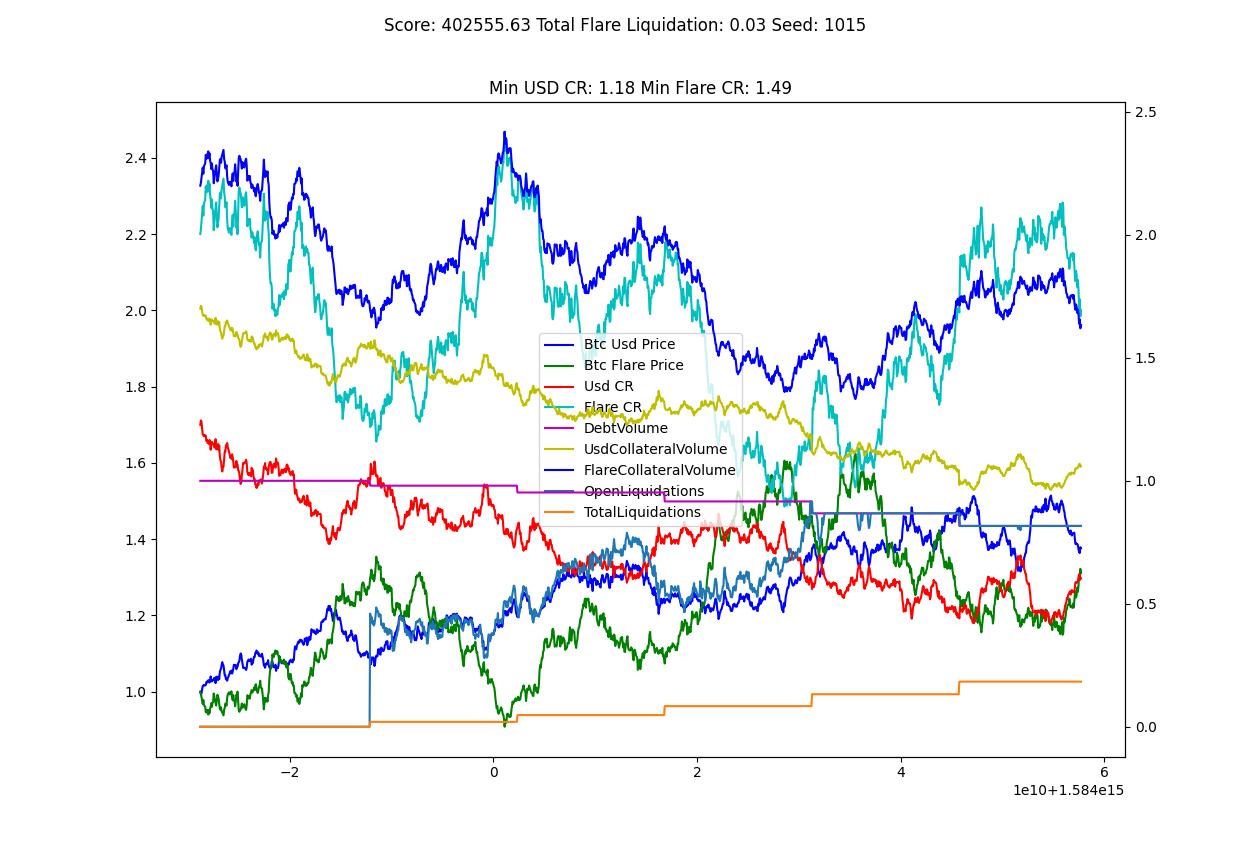 Score: 402555.63 Total Flare Liquidation: 0.03 Seed: 1015
Min USD CR: 1.18 Min Flare CR: 1.49
2.4
2.2
2.0
1.8
1.6
1.4
1.2
1.0
2.5
2.0
1.5
1.0
0.5
0.0
Btc Usd Price
Btc Flare Price
Usd CR
Flare CR
DebtVolume
UsdCollateralVolume
FlareCollateralVolume
OpenLiquidations
TotalLiquidations
−2 0 2 4 6
1e10+1.584e15